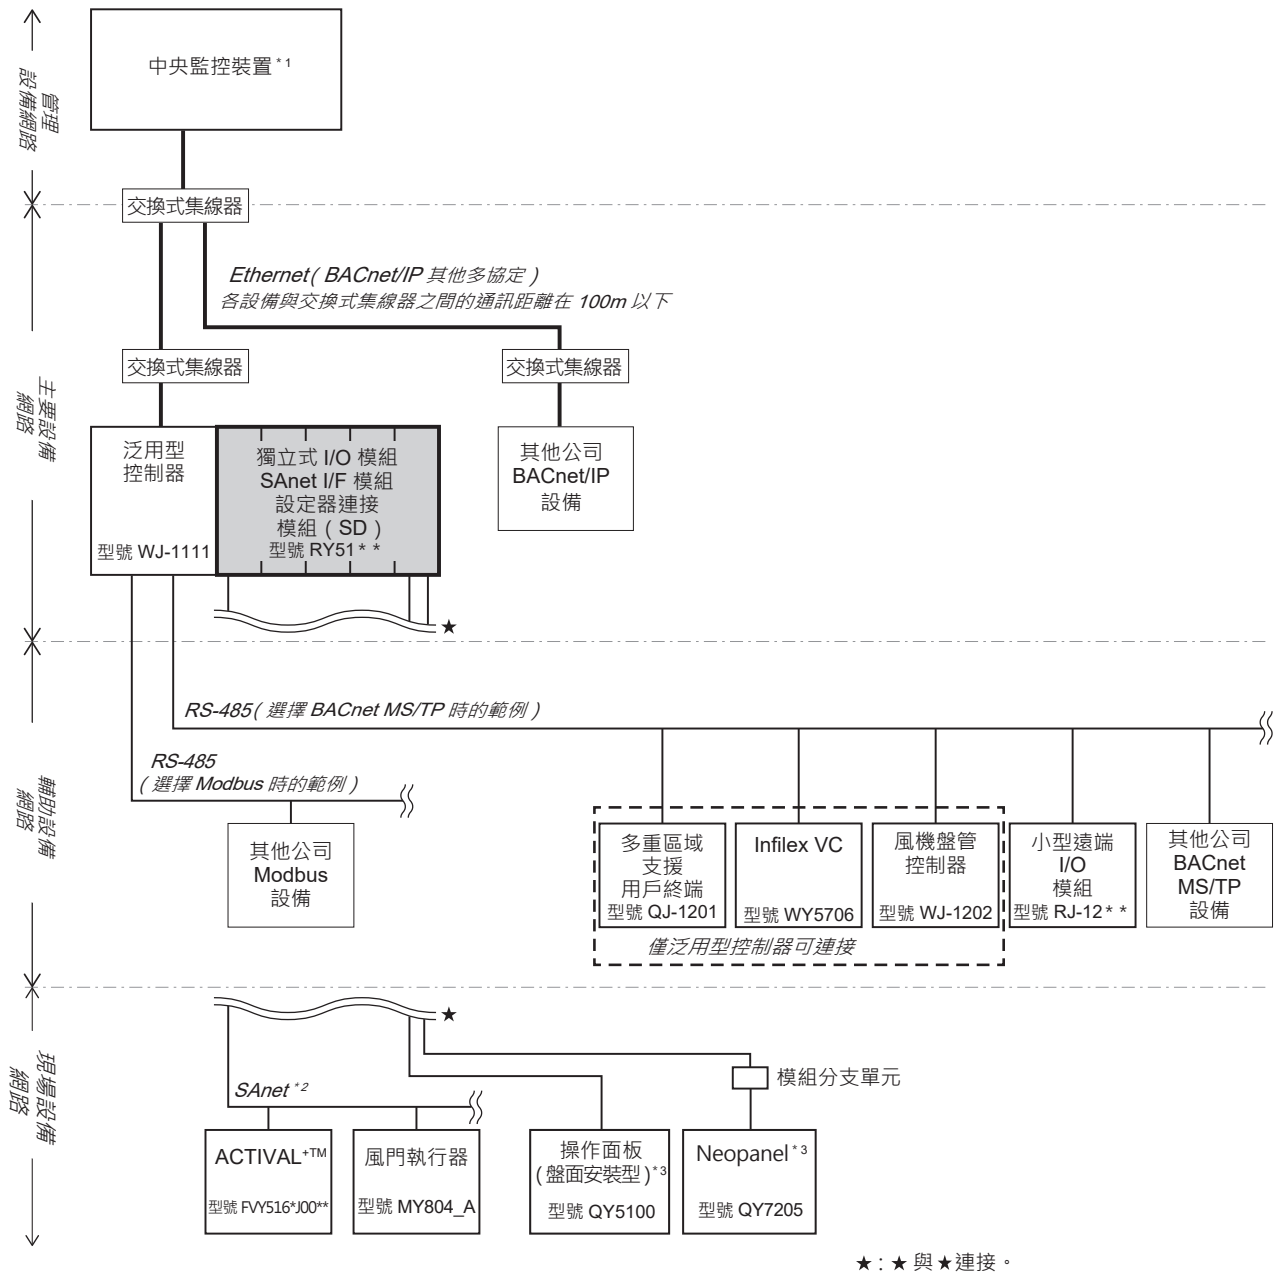 中央監控裝置*1
管理
設備網路
交換式集線器
Ethernet( BACnet/IP 其他多協定 )
各設備與交換式集線器之間的通訊距離在 100m 以下
交換式集線器
交換式集線器
主要設備
網路
泛用型
控制器
型號 WJ-1111
獨立式 I/O 模組
SAnet I/F 模組
設定器連接
模組 ( SD )
型號 RY51* *
其他公司
BACnet/IP
設備
★
RS-485( 選擇 BACnet MS/TP 時的範例 )
RS-485
( 選擇 Modbus 時的範例 )
輔助設備
網路
其他公司
Modbus
設備
多重區域
支援
用戶終端
型號 QJ-1201
Infilex VC
型號 WY5706
風機盤管
控制器
型號 WJ-1202
小型遠端
I/O
模組
型號 RJ-12* *
其他公司
BACnet
MS/TP
設備
僅泛用型控制器可連接
★
現場設備
網路
SAnet *2
模組分支單元
ACTIVAL+TM
型號 FVY516*J00**
風門執行器
型號 MY804_A
操作面板
( 盤面安裝型 )*3
型號 QY5100
Neopanel*3
型號 QY7205
★ : ★ 與 ★ 連接。